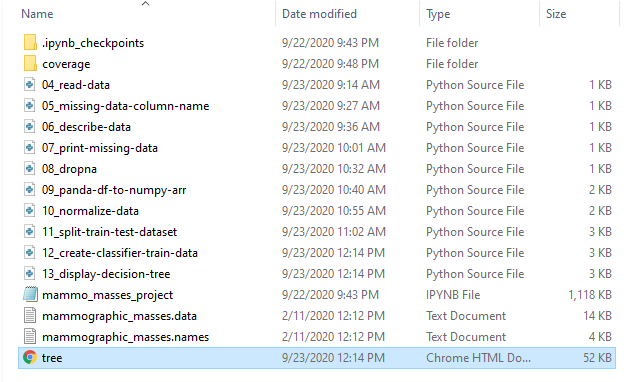 Name Date modified Type Size
.ipynb_checkpoints 9/22/2020 9:43 PM File folder
coverage 9/22/2020 9:48 PM File folder
04_read-data 9/23/2020 9:14 AM Python Source File 1 KB
05_missing-data-column-name 9/23/2020 9:27 AM Python Source File 1 KB
06_describe-data 9/23/2020 9:36 AM Python Source File 1 KB
07_print-missing-data 9/23/2020 10:01 AM Python Source File 1 KB
08_dropna 9/23/2020 10:32 AM Python Source File 1 KB
09_panda-df-to-numpy-arr 9/23/2020 10:40 AM Python Source File 2 KB
10_normalize-data 9/23/2020 10:55 AM Python Source File 2 KB
11_split-train-test-dataset 9/23/2020 11:02 AM Python Source File 3 KB
12_create-classifier-train-data 9/23/2020 12:14 PM Python Source File 3 KB
13_display-decision-tree 9/23/2020 12:14 PM Python Source File 3 KB
mammo_masses_project 9/22/2020 9:43 PM IPYNB File 1,118 KB
mammographic_masses.data 2/11/2020 12:12 PM Text Document 14 KB
mammographic_masses.names 2/11/2020 12:12 PM Text Document 4 KB
tree 9/23/2020 12:14 PM Chrome HTML Do... 52 KB